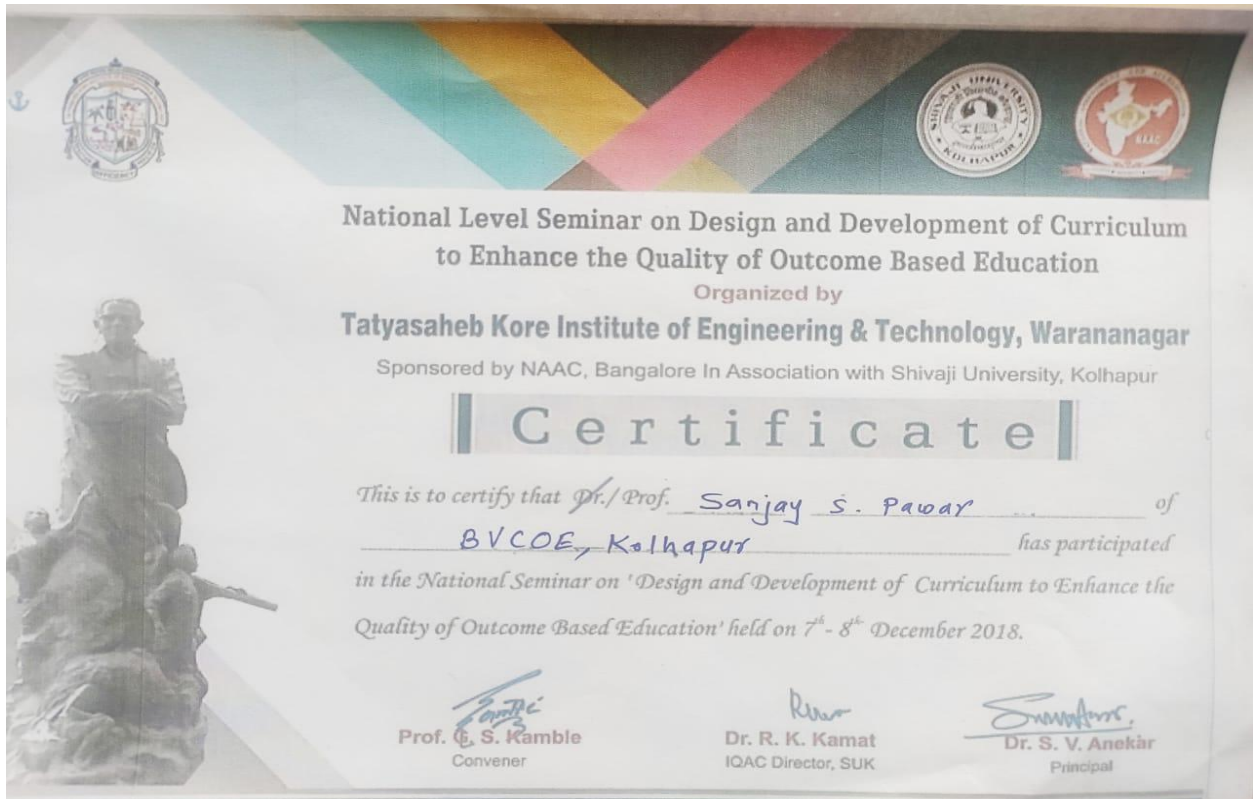 SHIVAJI UNIVERSITY
KOLHAPUR
NAAC
National Level Seminar on Design and Development of Curriculum
to Enhance the Quality of Outcome Based Education
Organized by
Tatyasaheb Kore Institute of Engineering & Technology, Warananagar
Sponsored by NAAC, Bangalore In Association with Shivaji University, Kolhapur
Certificate
This is to certify that Dr./Prof. Sanjay S. Pawar of
BVCOE, Kolhapur has participated
in the National Seminar on 'Design and Development of Curriculum to Enhance the
Quality of Outcome Based Education' held on 7th - 8th December 2018.
Prof. G. S. Kamble Dr. R. K. Kamat Dr. S. V. Anekar
Convener IQAC Director, SUK Principal